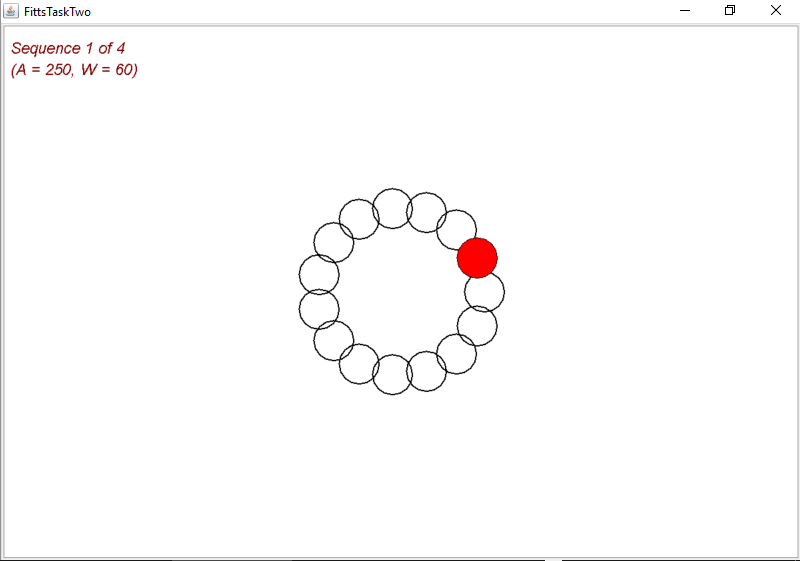 FittsTaskTwo
Sequence 1 of 4
(A = 250, W = 60)